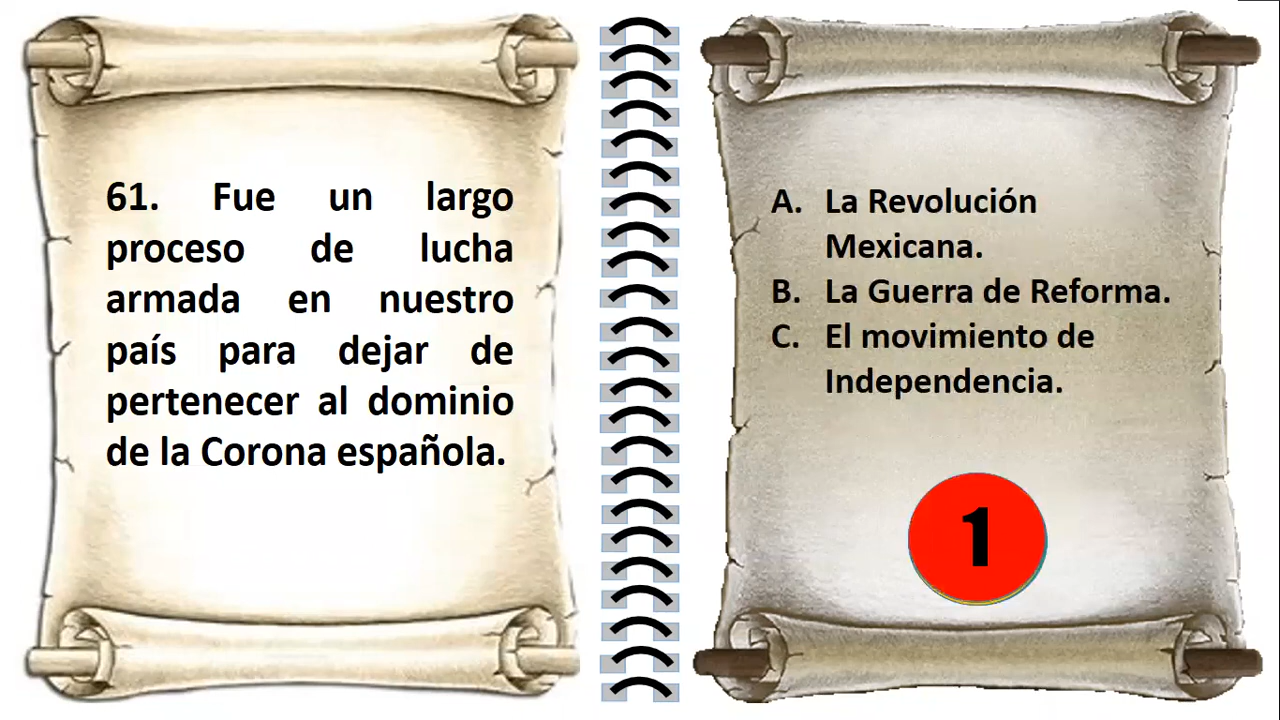 61. Fue un largo
proceso de lucha
armada en nuestro
país para dejar de
pertenecer al dominio
de la Corona española.
A. La Revolución
Mexicana.
B. La Guerra de Reforma.
C. El movimiento de
Independencia.
1